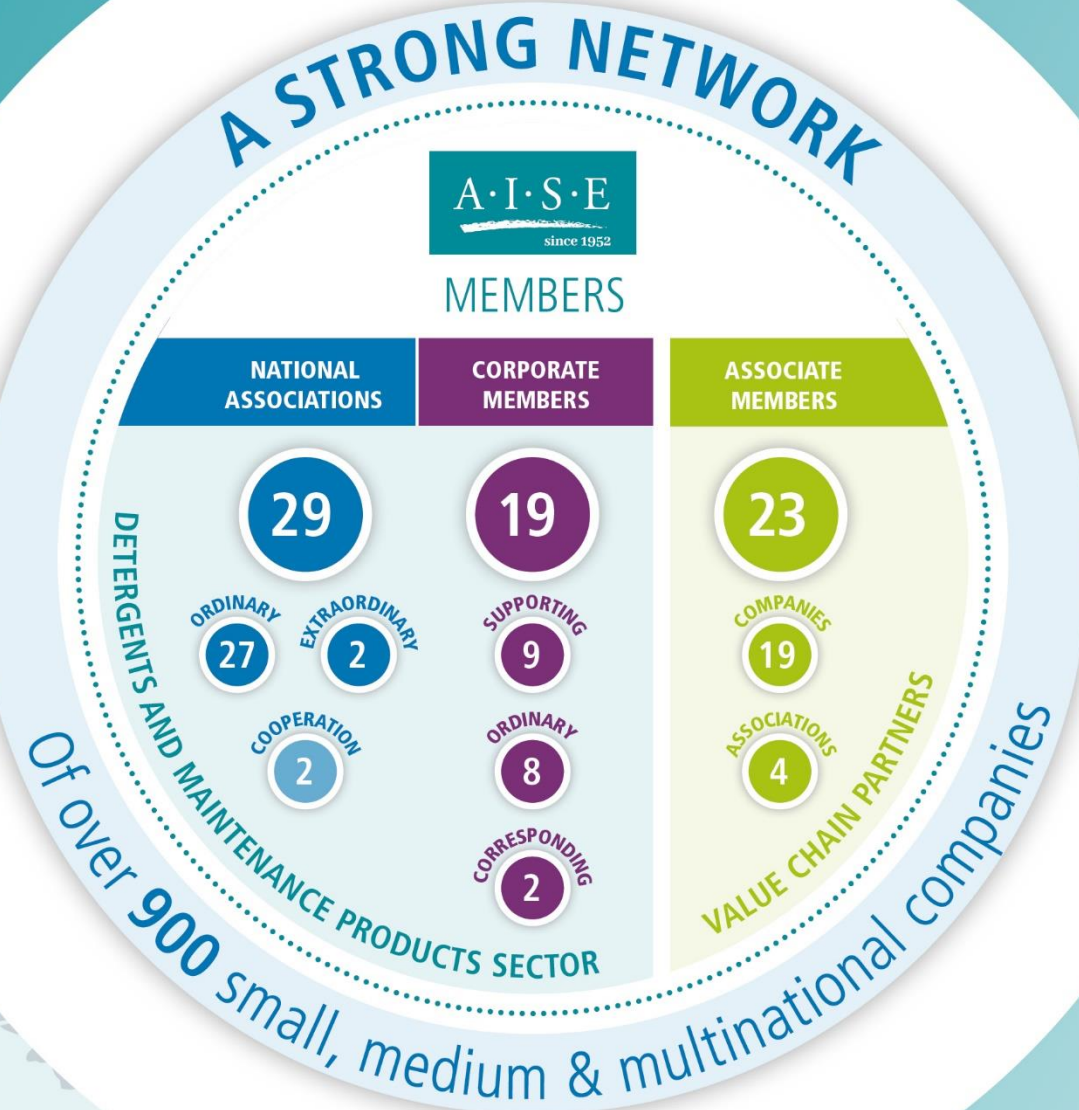 A STRONG NETWORK
A·I·S·E
since 1952
MEMBERS
NATIONAL
ASSOCIATIONS
29
ORDINARY
27
EXTRAORDINARY
2
COOPERATION
2
CORPORATE
MEMBERS
19
SUPPORTING
9
ORDINARY
8
CORRESPONDING
2
DETERGENTS AND MAINTENANCE PRODUCTS SECTOR
ASSOCIATE
MEMBERS
23
COMPANIES
19
ASSOCIATIONS
4
VALUE CHAIN PARTNERS
Of over 900 small, medium & multinational companies